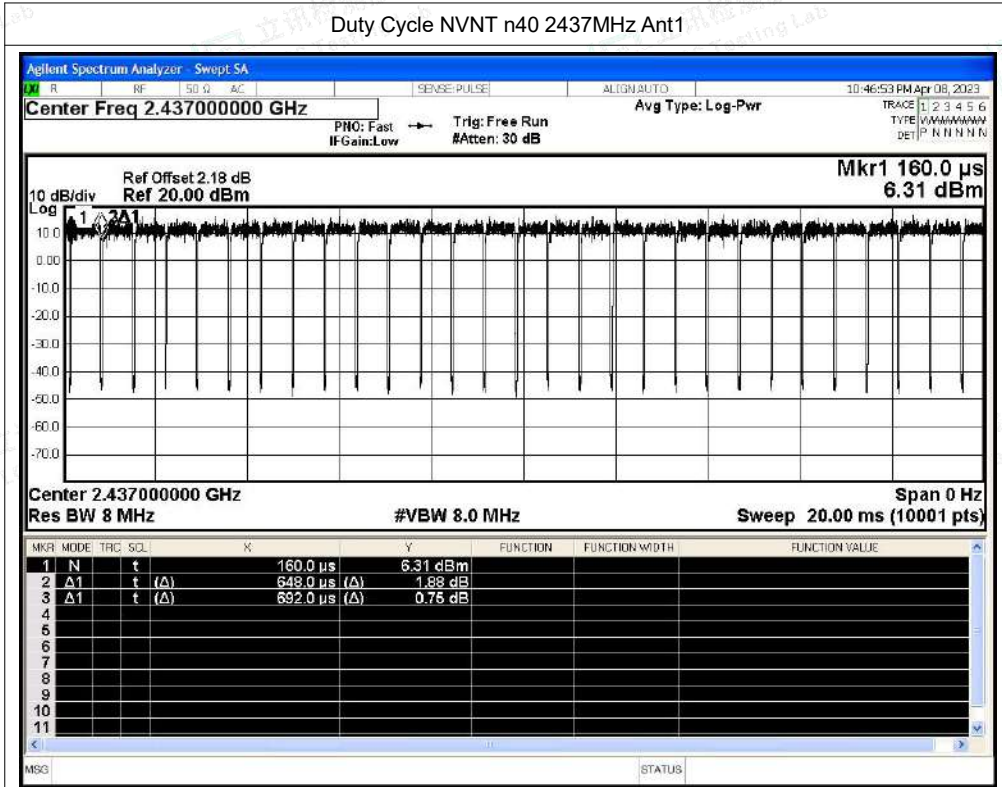 Duty Cycle NVNT n40 2437MHz Ant1
Agilent Spectrum Analyzer - Swept SA
LXI R RF 50 Ω AC SENSE:PULSE ALIGN AUTO 10:46:53 PM Apr 08, 2023
Center Freq 2.437000000 GHz Avg Type: Log-Pwr TRACE 1 2 3 4 5 6
PNO: Fast Trig: Free Run TYPE
IFGain:Low #Atten: 30 dB DET P N N N N N
Mkr1 160.0 µs
Ref Offset 2.18 dB
10 dB/div Ref 20.00 dBm 6.31 dBm
Log
1 3Δ1
10.0
0.00
-10.0
-20.0
-30.0
-40.0
-50.0
-60.0
-70.0
Center 2.437000000 GHz Span 0 Hz
Res BW 8 MHz #VBW 8.0 MHz Sweep 20.00 ms (10001 pts)
MKR MODE TRC SCL X Y FUNCTION FUNCTION WIDTH FUNCTION VALUE
1 N t 160.0 µs 6.31 dBm
2 Δ1 t (Δ) 648.0 µs (Δ) 1.88 dB
3 Δ1 t (Δ) 692.0 µs (Δ) 0.75 dB
4
5
6
7
8
9
10
11
MSG STATUS